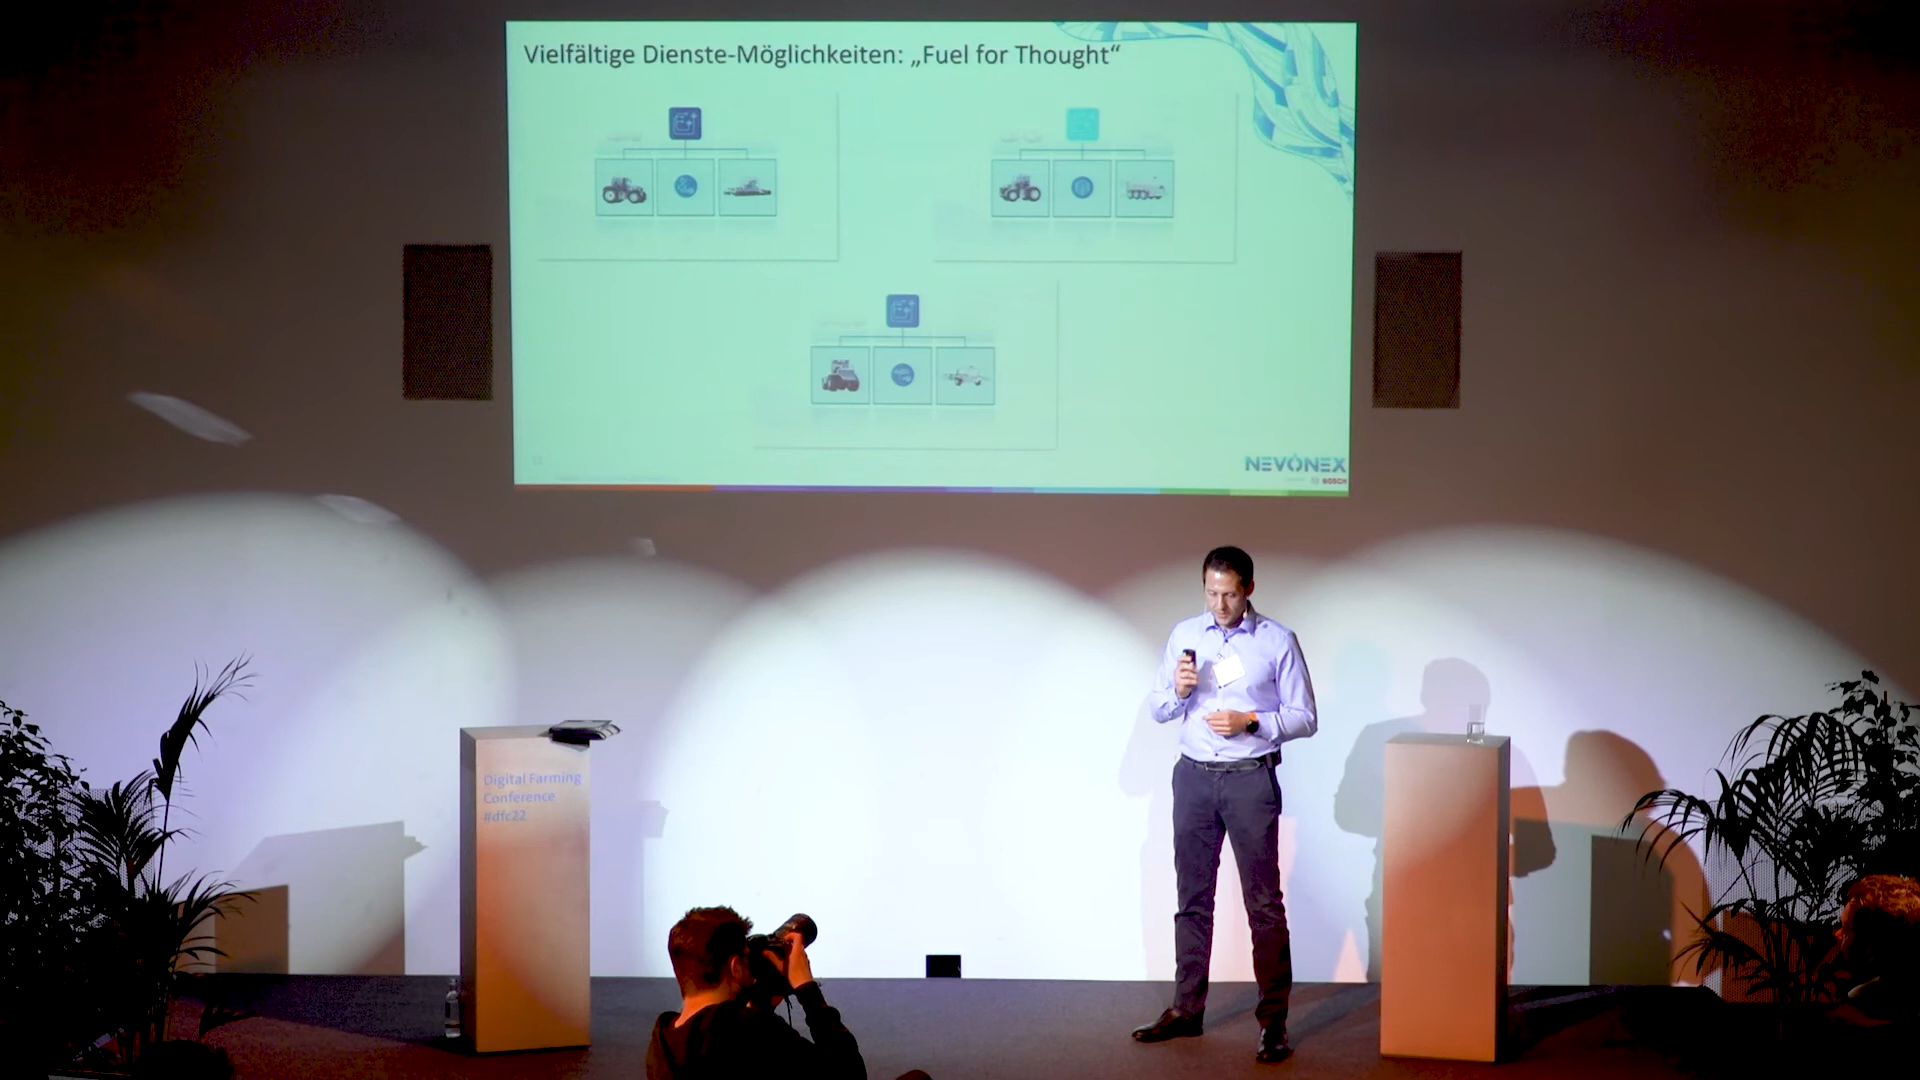 Vielfältige Dienste-Möglichkeiten: „Fuel for Thought“
NEVONEX
BOSCH
Digital Farming
Conference
#dfc22